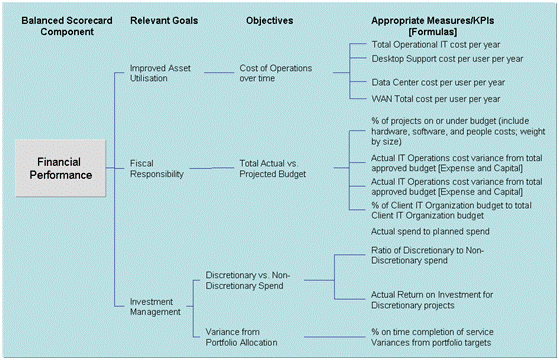 Balanced Scorecard
Component
Relevant Goals
Objectives
Appropriate Measures/KPIs
[Formulas]
Financial
Performance
Improved Asset
Utilisation
Cost of Operations
over time
Total Operational IT cost per year
Desktop Support cost per user per year
Data Center cost per user per year
WAN Total cost per user per year
Fiscal
Responsibility
Total Actual vs.
Projected Budget
% of projects on or under budget (include
hardware, software, and people costs; weight
by size)
Actual IT Operations cost variance from total
approved budget [Expense and Capital]
Actual IT Operations cost variance from total
approved budget [Expense and Capital]
% of Client IT Organization budget to total
Client IT Organization budget
Actual spend to planned spend
Investment
Management
Discretionary vs. Non-
Discretionary Spend
Ratio of Discretionary to Non-
Discretionary spend
Actual Return on Investment for
Discretionary projects
Variance from
Portfolio Allocation
% on time completion of service
Variances from portfolio targets